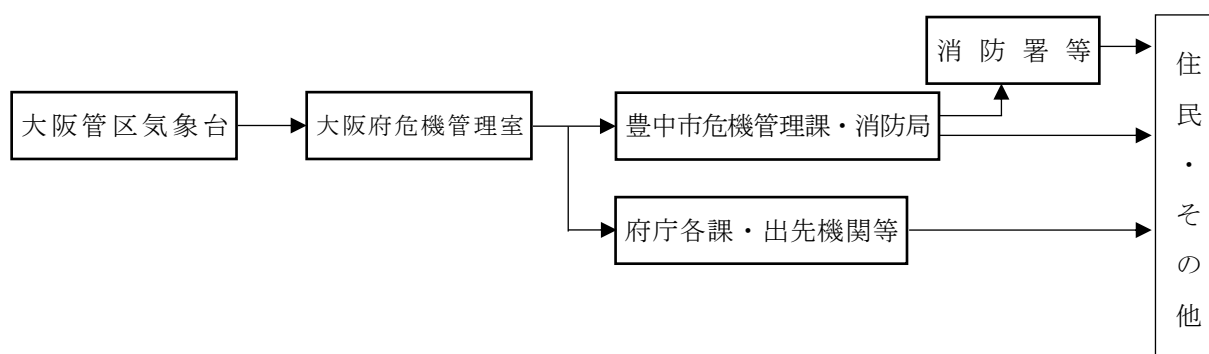 消防署等
大阪管区気象台
大阪府危機管理室
豊中市危機管理課・消防局
府庁各課・出先機関等
住民・その他